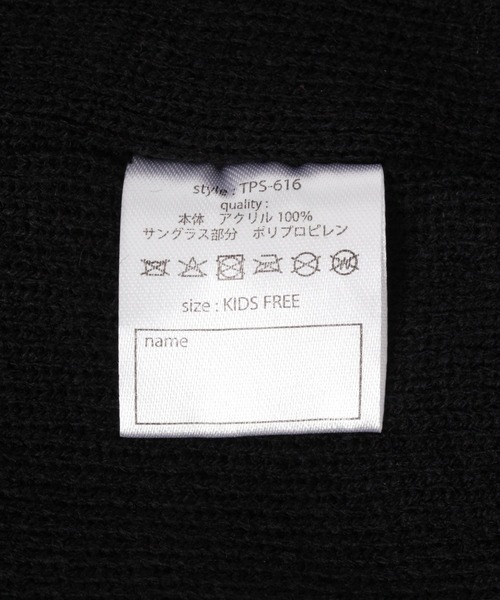 style : TPS-616
quality :
本体 アクリル 100%
サングラス部分 ポリプロピレン
size : KIDS FREE
name